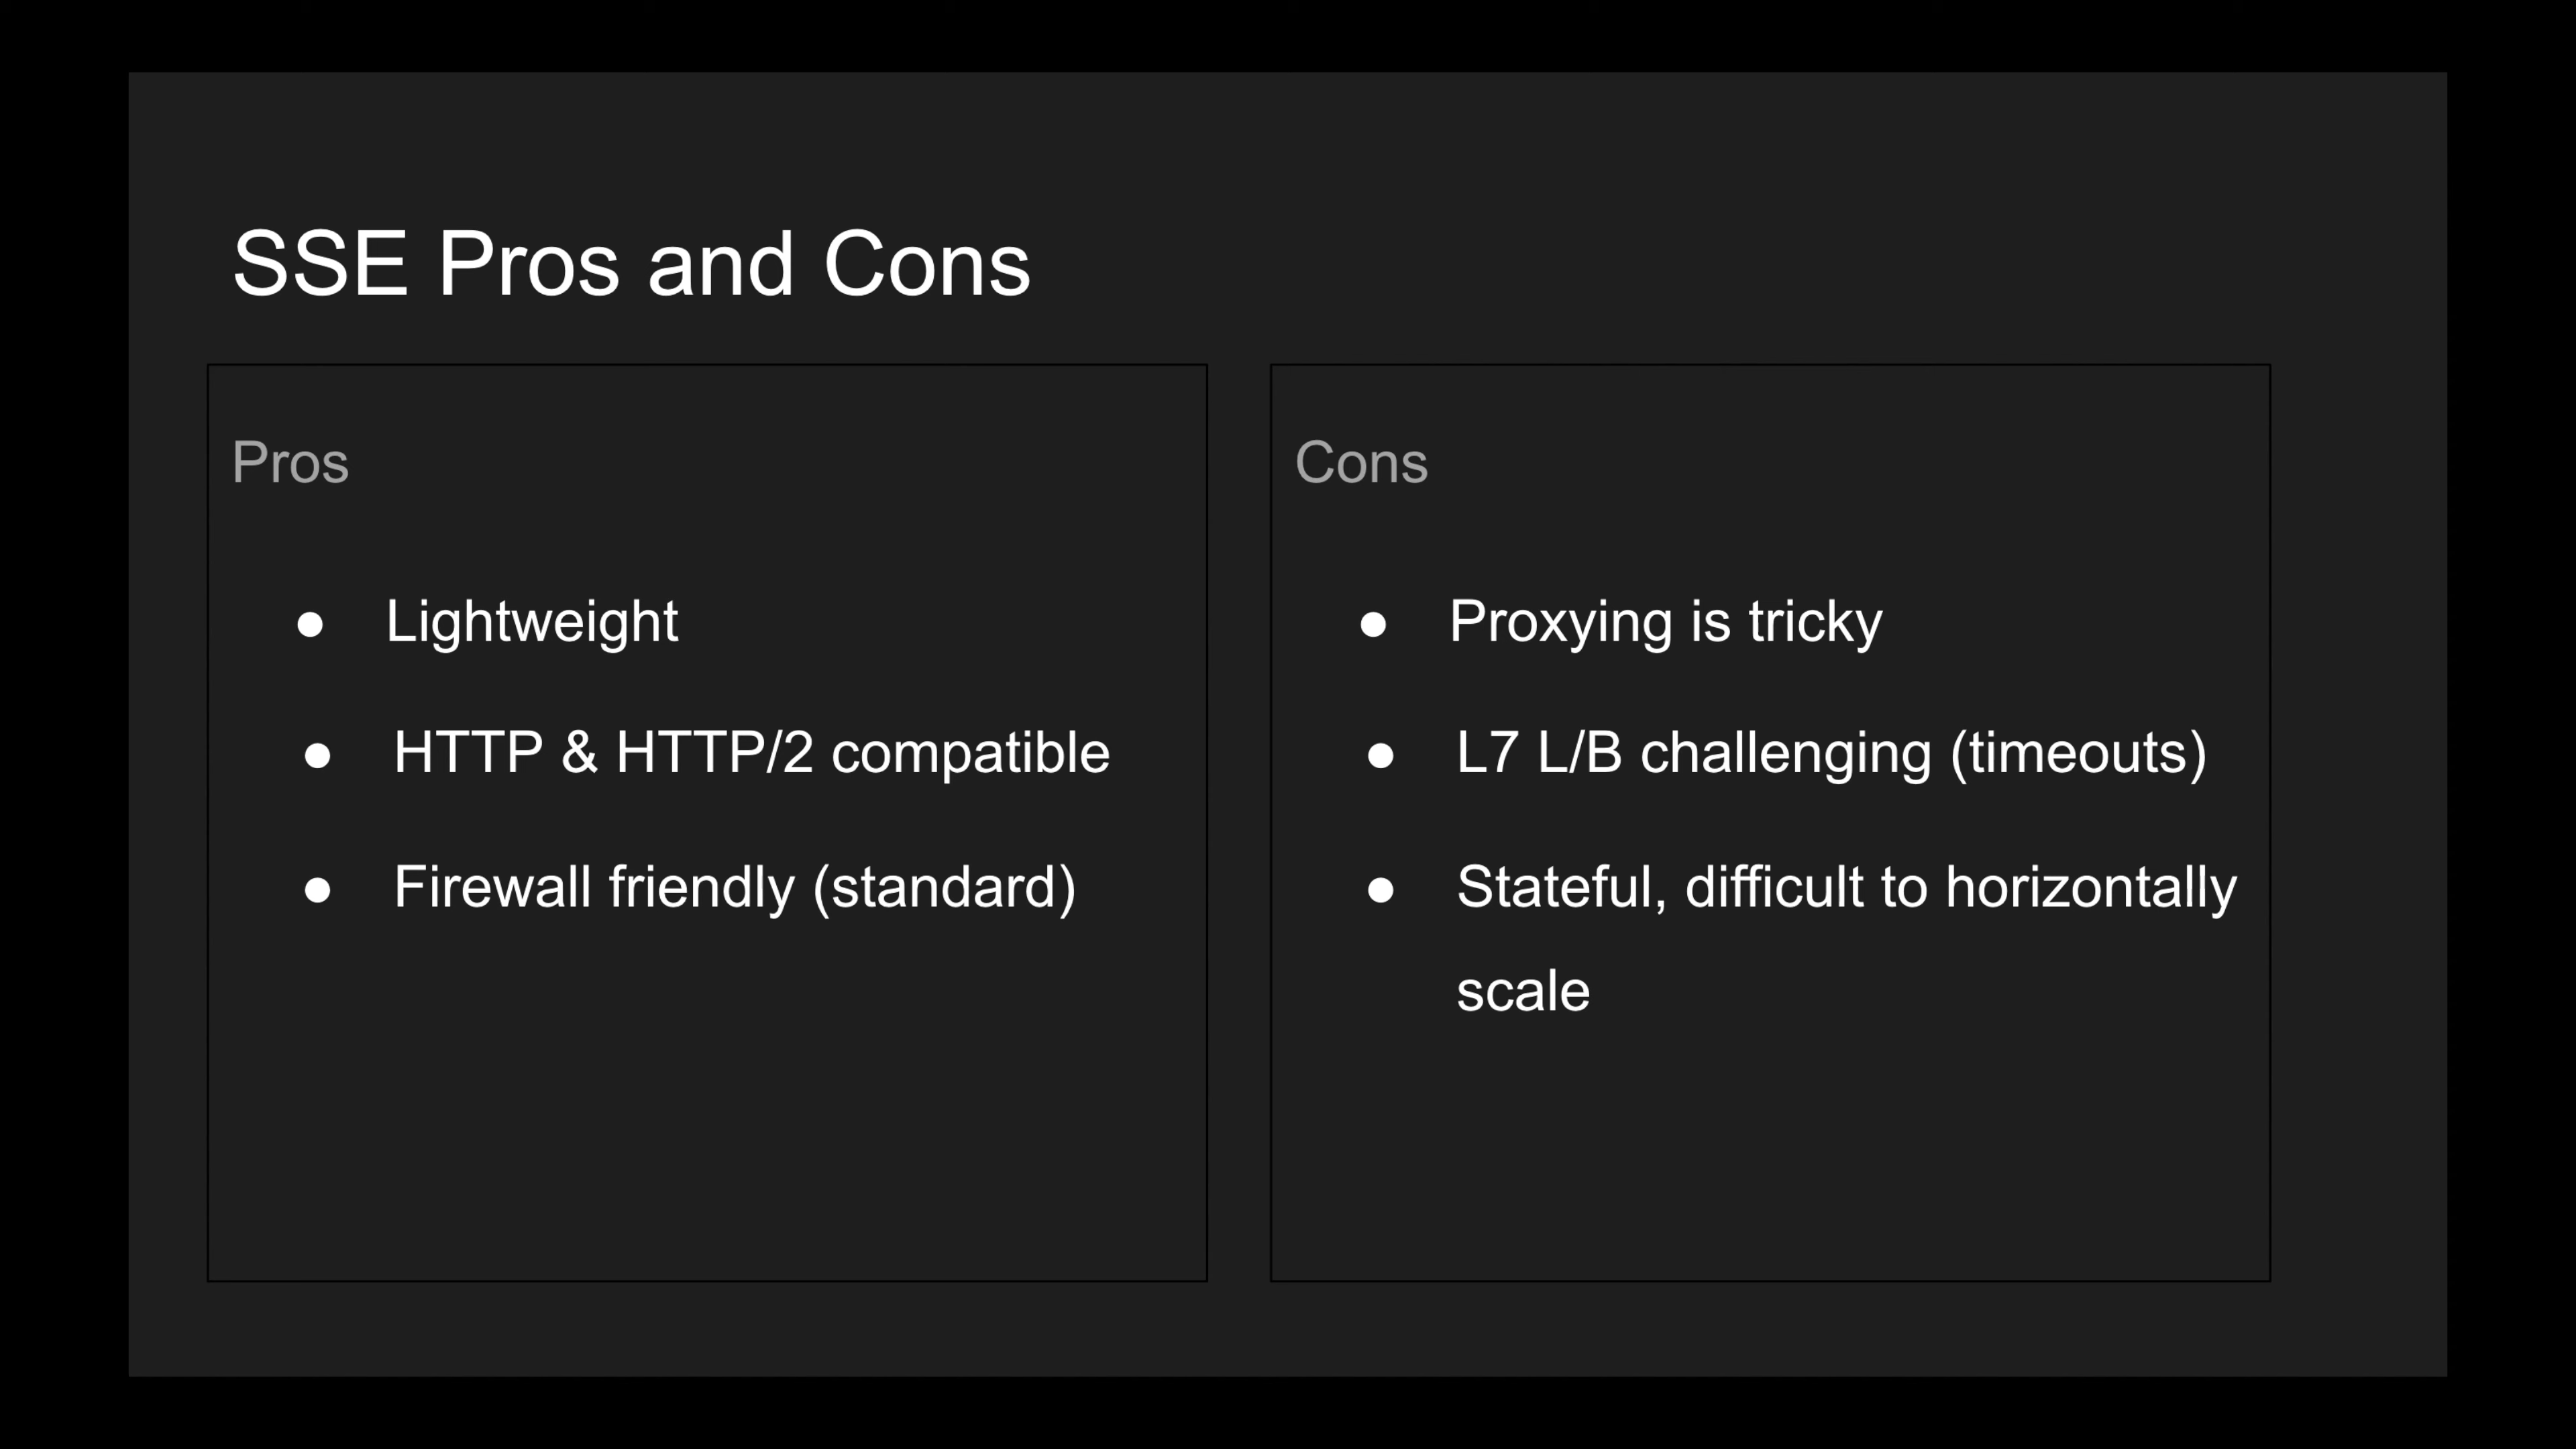 SSE Pros and Cons
Pros
● Lightweight
● HTTP & HTTP/2 compatible
● Firewall friendly (standard)
Cons
● Proxying is tricky
● L7 L/B challenging (timeouts)
● Stateful, difficult to horizontally
scale